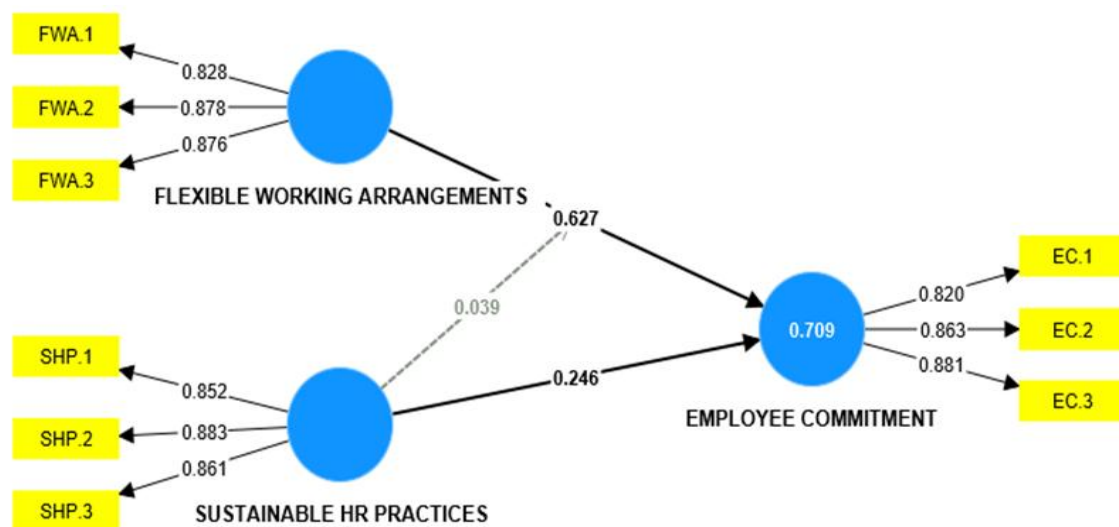 FWA.1
0.828
FWA.2
0.878
0.876
FWA.3
FLEXIBLE WORKING ARRANGEMENTS
0.627
0.039
EC.1
0.820
0.709
0.863
EC.2
0.881
EC.3
EMPLOYEE COMMITMENT
0.246
SHP.1
0.852
SHP.2
0.883
0.861
SHP.3
SUSTAINABLE HR PRACTICES